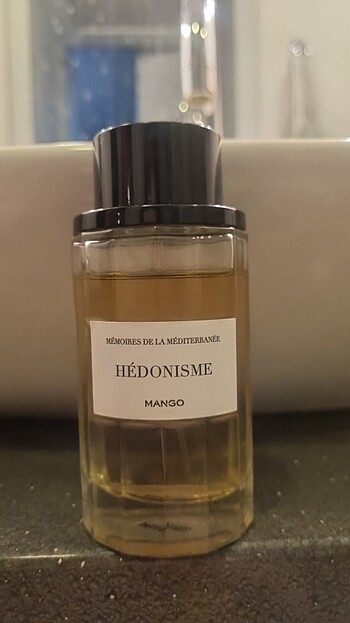 MÉMOIRES DE LA MÉDITERRANÉE
HÉDONISME
MANGO